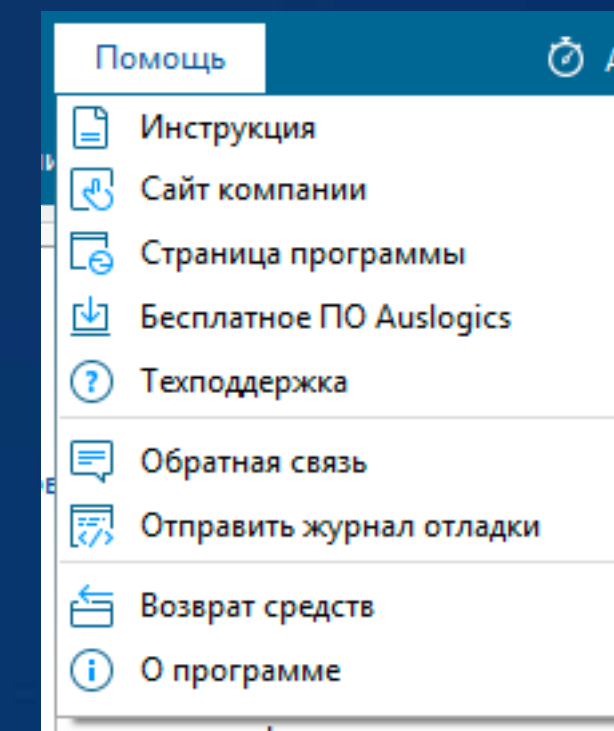 Помощь
Инструкция
Сайт компании
Страница программы
Бесплатное ПО Auslogics
Техподдержка
Обратная связь
Отправить журнал отладки
Возврат средств
О программе